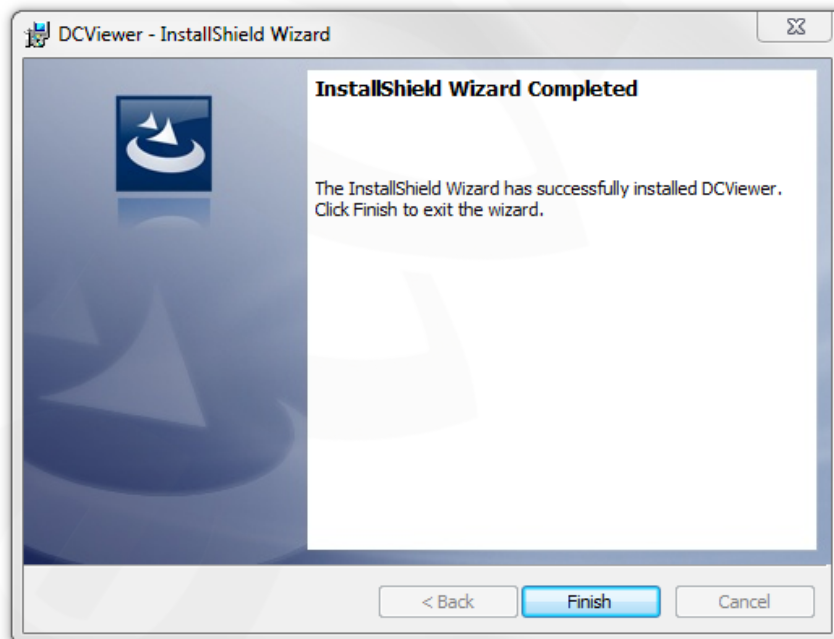 DCViewer - InstallShield Wizard
InstallShield Wizard Completed
The InstallShield Wizard has successfully installed DCViewer.
Click Finish to exit the wizard.
< Back
Finish
Cancel